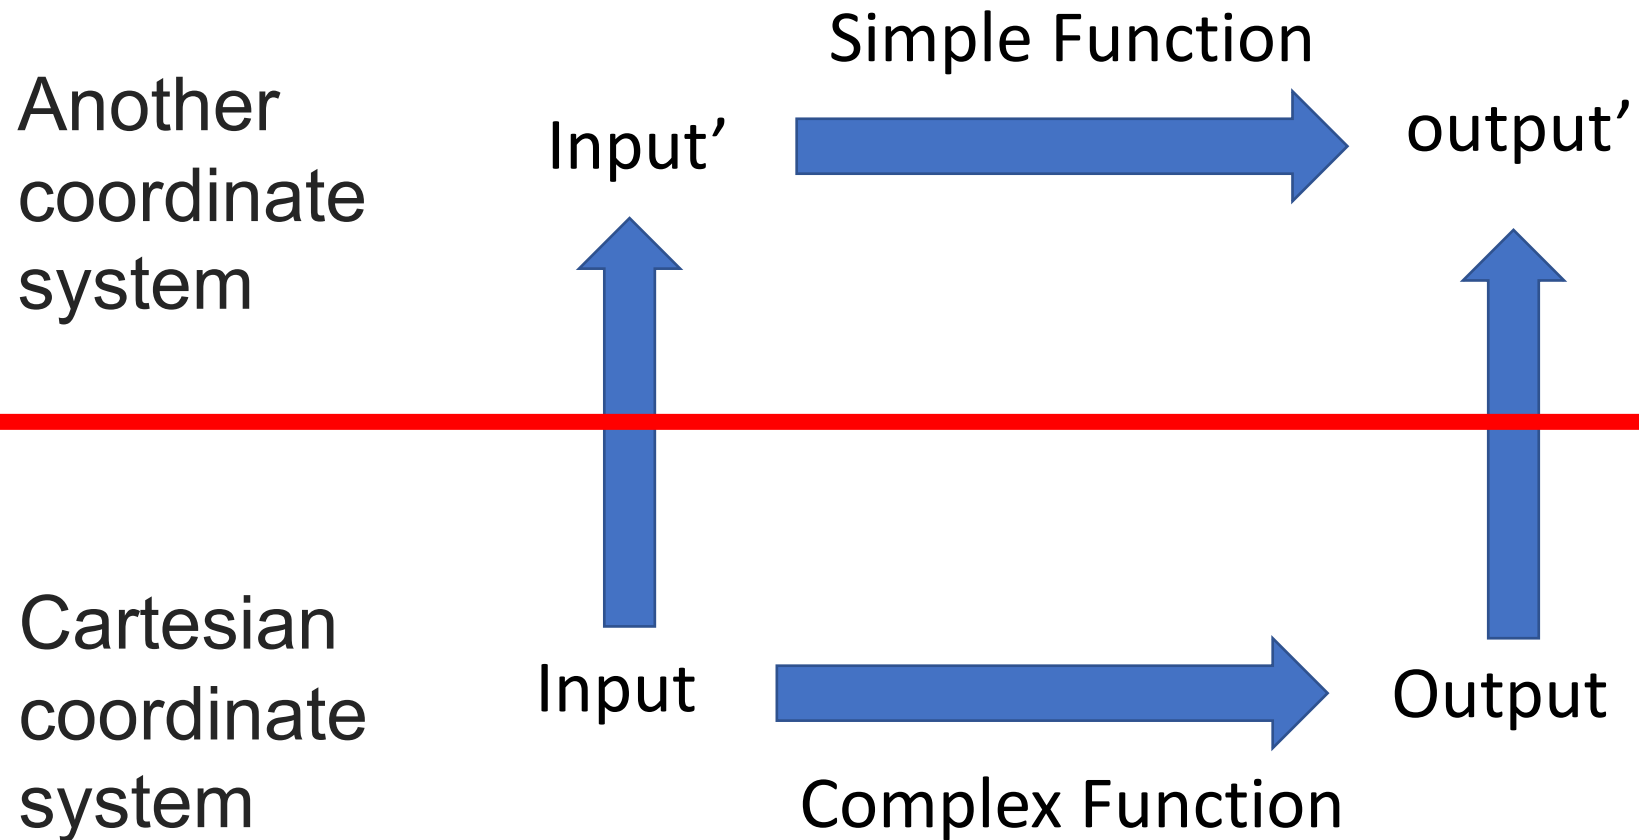 Simple Function
Another
coordinate
system
Input’
output’
Cartesian
coordinate
system
Input
Output
Complex Function